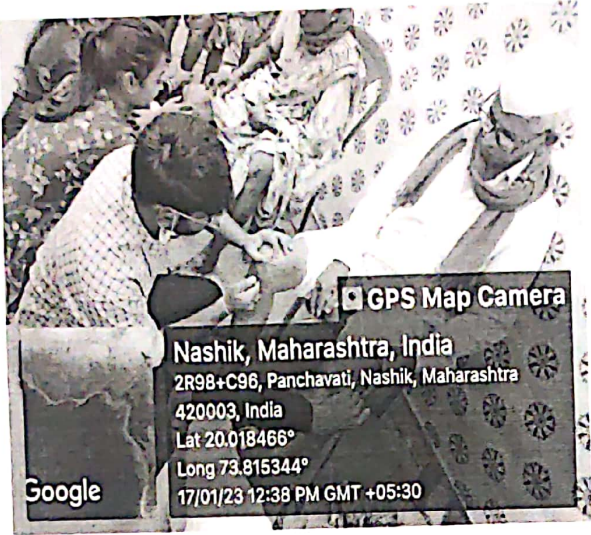 GPS Map Camera
Nashik, Maharashtra, India
2R98+C96, Panchavati, Nashik, Maharashtra
420003, India
Lat 20.018466°
Long 73.815344°
17/01/23 12:38 PM GMT +05:30
Google